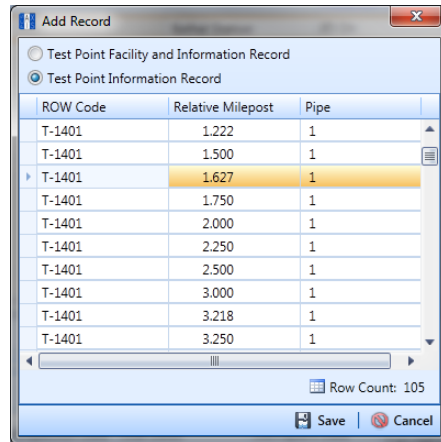 Add Record
Test Point Facility and Information Record
Test Point Information Record
ROW Code Relative Milepost Pipe
T-1401 1.222 1
T-1401 1.500 1
T-1401 1.627 1
T-1401 1.750 1
T-1401 2.000 1
T-1401 2.250 1
T-1401 2.500 1
T-1401 3.000 1
T-1401 3.218 1
T-1401 3.250 1
Row Count: 105
Save Cancel